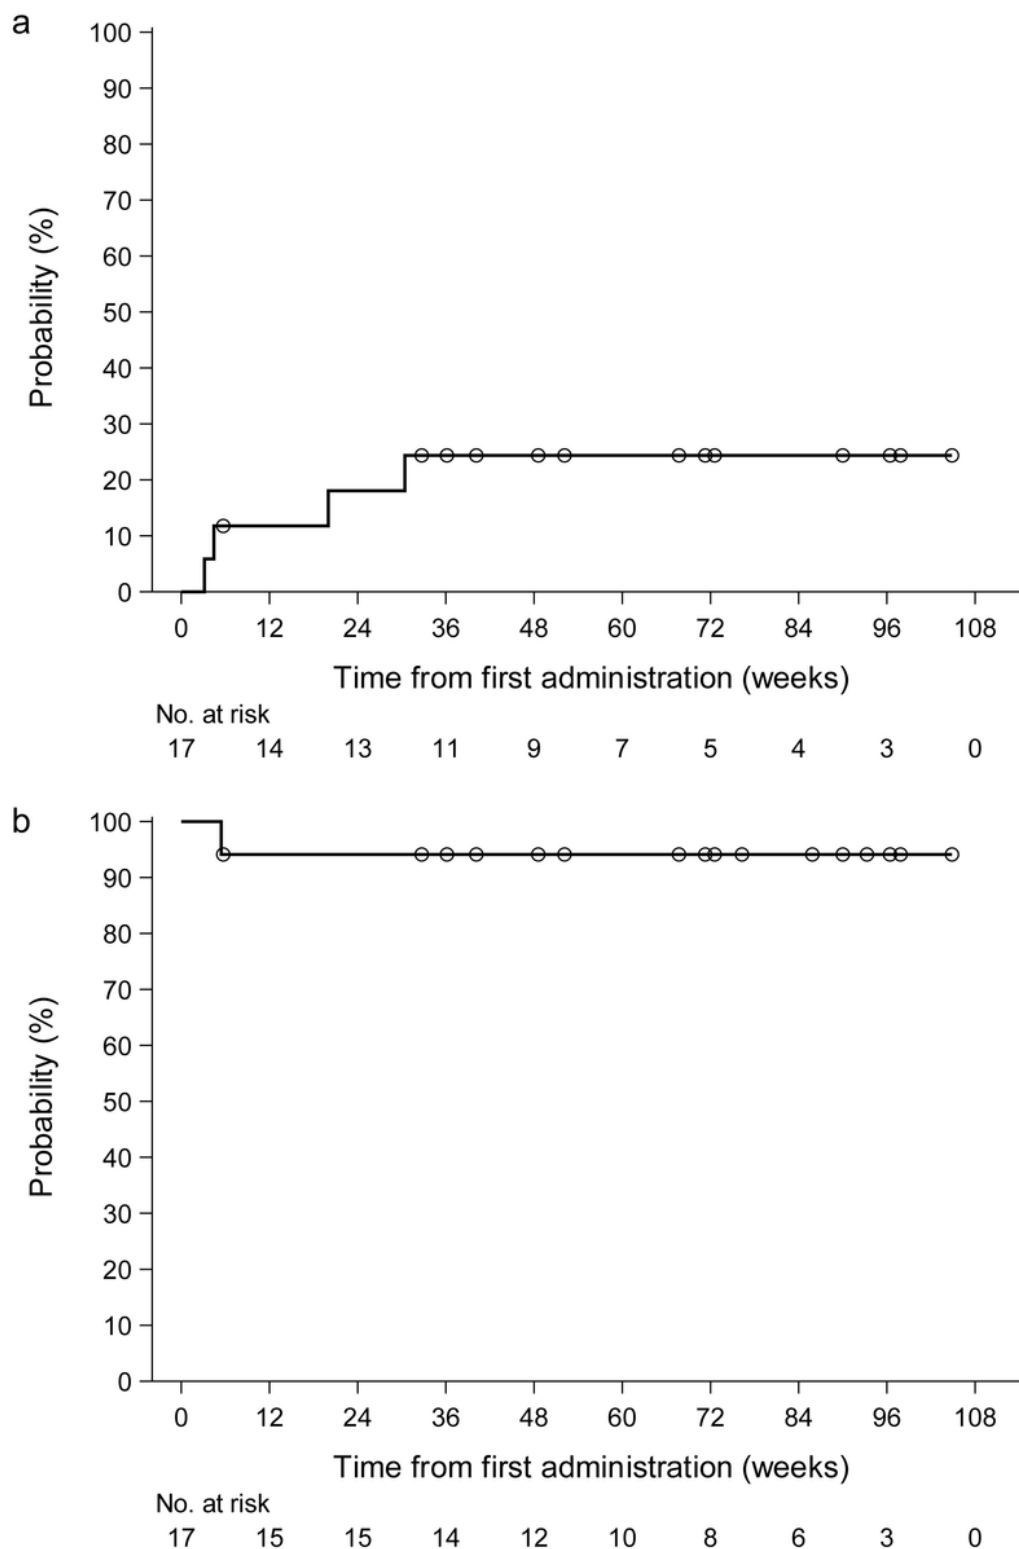 a
100
90
80
70
60
50
40
30
20
10
0
Probability (%)
0 12 24 36 48 60 72 84 96 108
Time from first administration (weeks)
No. at risk
17 14 13 11 9 7 5 4 3 0
b
100
90
80
70
60
50
40
30
20
10
0
Probability (%)
0 12 24 36 48 60 72 84 96 108
Time from first administration (weeks)
No. at risk
17 15 15 14 12 10 8 6 3 0